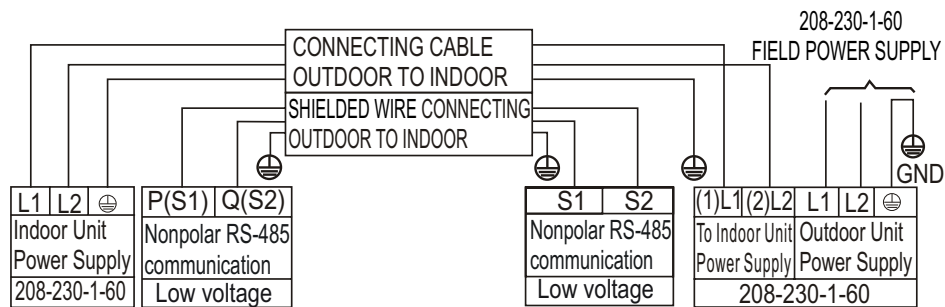 208-230-1-60
FIELD POWER SUPPLY
CONNECTING CABLE
OUTDOOR TO INDOOR
SHIELDED WIRE CONNECTING
OUTDOOR TO INDOOR
GND
L1 L2
Indoor Unit
Power Supply
208-230-1-60
P(S1) Q(S2)
Nonpolar RS-485
communication
Low voltage
S1 S2
Nonpolar RS-485
communication
Low voltage
(1)L1 (2)L2 L1 L2
To Indoor Unit
Power Supply
Outdoor Unit
Power Supply
208-230-1-60